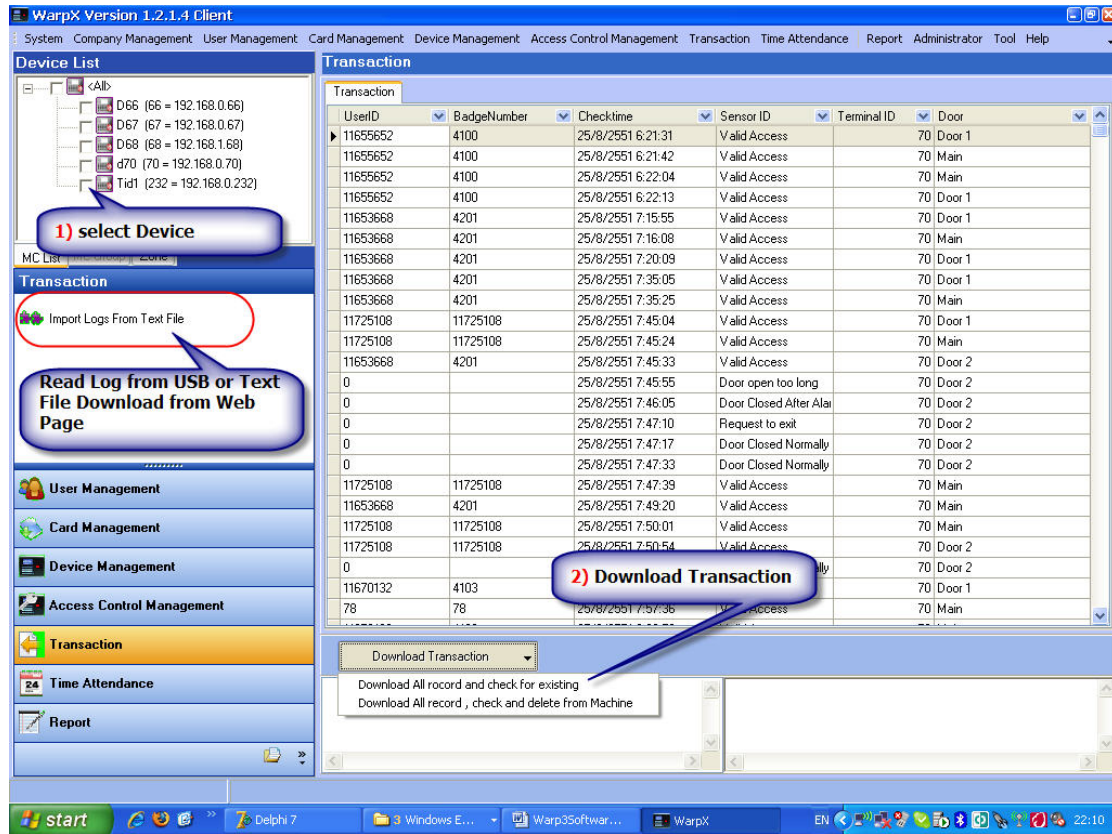 WarpX Version 1.2.1.4 Client
System Company Management User Management Card Management Device Management Access Control Management Transaction Time Attendance Report Administrator Tool Help
Device List
<All>
D66 (66 = 192.168.0.66)
D67 (67 = 192.168.0.67)
D68 (68 = 192.168.1.68)
d70 (70 = 192.168.0.70)
Tid1 (232 = 192.168.0.232)
1) select Device
MC List
Transaction
Import Logs From Text File
Read Log from USB or Text
File Download from Web
Page
User Management
Card Management
Device Management
Access Control Management
Transaction
24 Time Attendance
Report
Transaction
Transaction
UserID BadgeNumber Checktime Sensor ID Terminal ID Door
11655652 4100 25/8/2551 6:21:31 Valid Access 70 Door 1
11655652 4100 25/8/2551 6:21:42 Valid Access 70 Main
11655652 4100 25/8/2551 6:22:04 Valid Access 70 Main
11655652 4100 25/8/2551 6:22:13 Valid Access 70 Door 1
11653668 4201 25/8/2551 7:15:55 Valid Access 70 Door 1
11653668 4201 25/8/2551 7:16:08 Valid Access 70 Main
11653668 4201 25/8/2551 7:20:09 Valid Access 70 Main
11653668 4201 25/8/2551 7:35:05 Valid Access 70 Door 1
11653668 4201 25/8/2551 7:35:25 Valid Access 70 Main
11725108 11725108 25/8/2551 7:45:04 Valid Access 70 Door 1
11725108 11725108 25/8/2551 7:45:24 Valid Access 70 Main
11653668 4201 25/8/2551 7:45:33 Valid Access 70 Door 2
0 25/8/2551 7:45:55 Door open too long 70 Door 2
0 25/8/2551 7:46:05 Door Closed After Alar 70 Door 2
0 25/8/2551 7:47:10 Request to exit 70 Door 2
0 25/8/2551 7:47:17 Door Closed Normally 70 Door 2
0 25/8/2551 7:47:33 Door Closed Normally 70 Door 2
11725108 11725108 25/8/2551 7:47:39 Valid Access 70 Main
11653668 4201 25/8/2551 7:49:20 Valid Access 70 Main
11725108 11725108 25/8/2551 7:50:01 Valid Access 70 Main
11725108 11725108 25/8/2551 7:50:54 Valid Access 70 Door 2
0 70 Door 2
11670132 4103 70 Door 1
78 78 25/8/2551 7:57:36 Valid Access 70 Main
2) Download Transaction
Download Transaction
Download All rocord and check for existing
Download All record , check and delete from Machine
start Delphi 7 3 Windows E... Warp3Softwar... WarpX EN 22:10